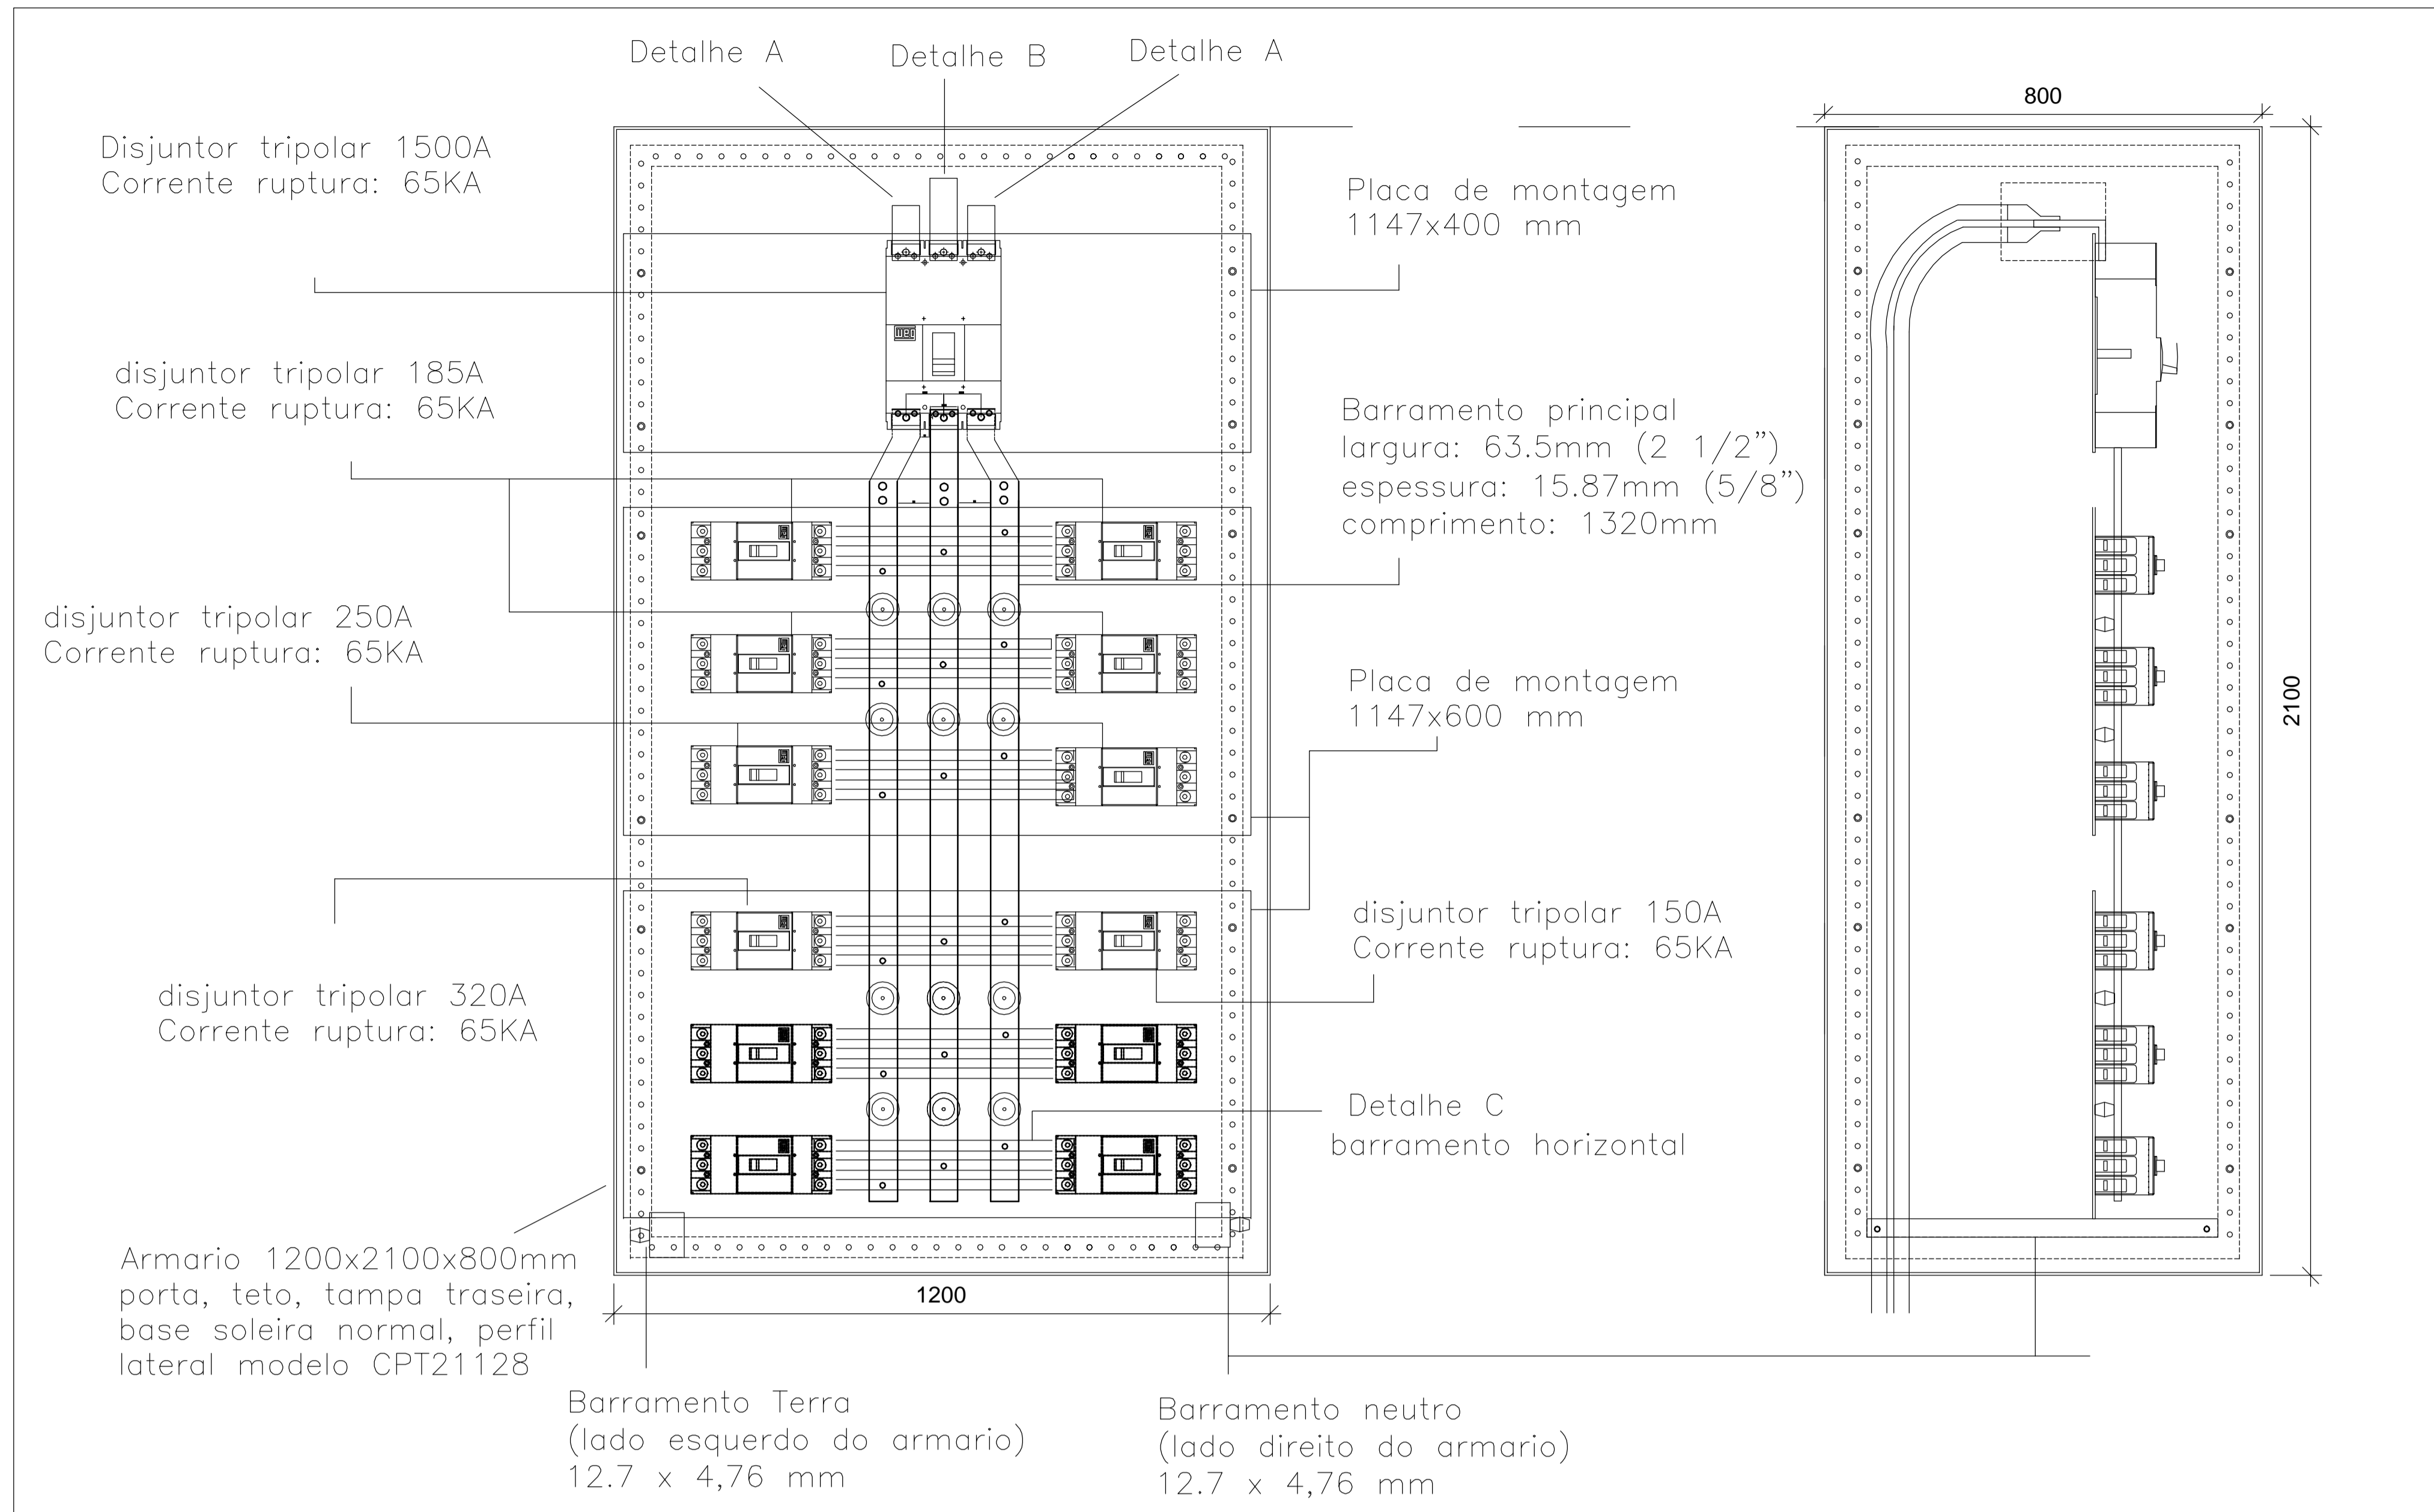 Detalhe A
Detalhe B
Detalhe A
800
Disjuntor tripolar 1500A
Corrente ruptura: 65KA
Placa de montagem
1147x400 mm
weg
disjuntor tripolar 185A
Corrente ruptura: 65KA
Barramento principal
largura: 63.5mm (2 1/2”)
espessura: 15.87mm (5/8”)
comprimento: 1320mm
disjuntor tripolar 250A
Corrente ruptura: 65KA
Placa de montagem
1147x600 mm
2100
disjuntor tripolar 150A
Corrente ruptura: 65KA
disjuntor tripolar 320A
Corrente ruptura: 65KA
Detalhe C
barramento horizontal
Armario 1200x2100x800mm
porta, teto, tampa traseira,
base soleira normal, perfil
lateral modelo CPT21128
1200
Barramento Terra
(lado esquerdo do armario)
12.7 x 4,76 mm
Barramento neutro
(lado direito do armario)
12.7 x 4,76 mm